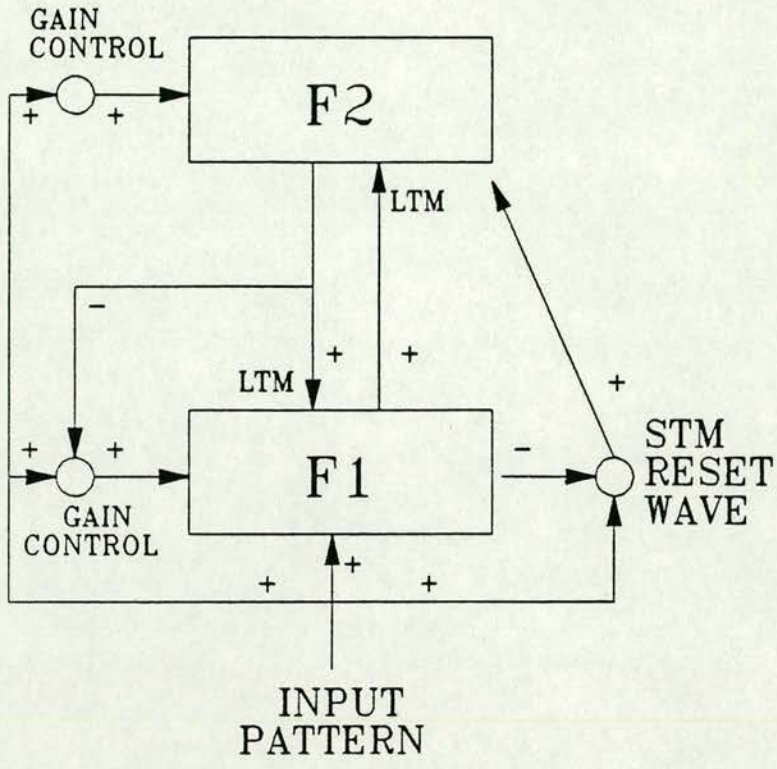 GAIN
CONTROL
F2
+ +
LTM
−
+ +
LTM
+
+ +
F1
−
STM
RESET
WAVE
GAIN
CONTROL
+
+ +
INPUT
PATTERN